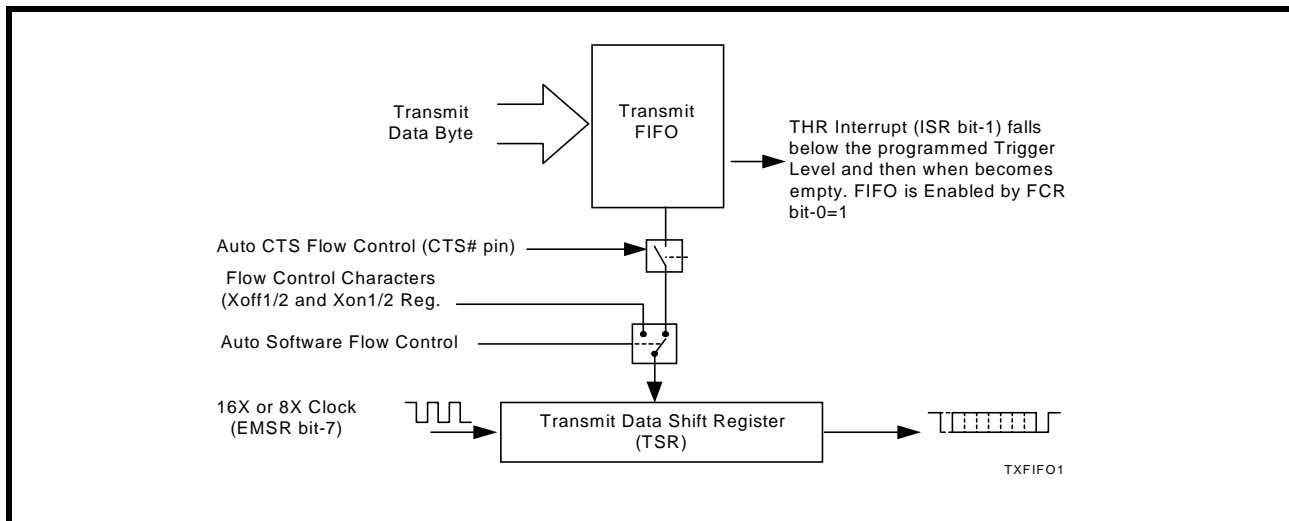 Transmit
Data Byte
Transmit
FIFO
THR Interrupt (ISR bit-1) falls
below the programmed Trigger
Level and then when becomes
empty. FIFO is Enabled by FCR
bit-0=1
Auto CTS Flow Control (CTS# pin)
Flow Control Characters
(Xoff1/2 and Xon1/2 Reg.
Auto Software Flow Control
16X or 8X Clock
(EMSR bit-7)
Transmit Data Shift Register
(TSR)
TXFIFO1